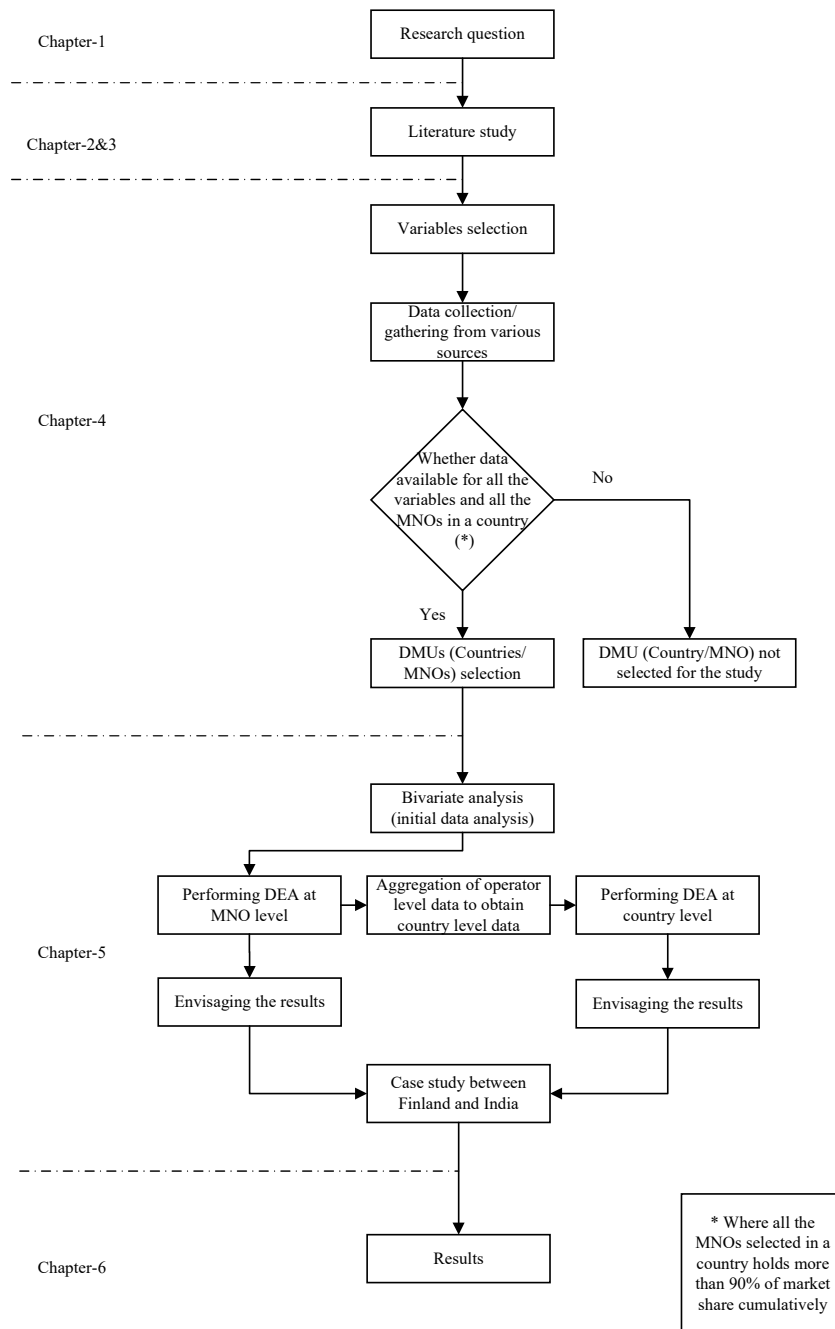 Chapter-1
Research question
Chapter-2&3
Literature study
Variables selection
Data collection/
gathering from various
sources
Chapter-4
Whether data
available for all the
variables and all the
MNOs in a country
(*)
No
Yes
DMUs (Countries/
MNOs) selection
DMU (Country/MNO) not
selected for the study
Bivariate analysis
(initial data analysis)
Performing DEA at
MNO level
Aggregation of operator
level data to obtain
country level data
Performing DEA at
country level
Chapter-5
Envisaging the results
Envisaging the results
Case study between
Finland and India
Chapter-6
Results
* Where all the
MNOs selected in a
country holds more
than 90% of market
share cumulatively